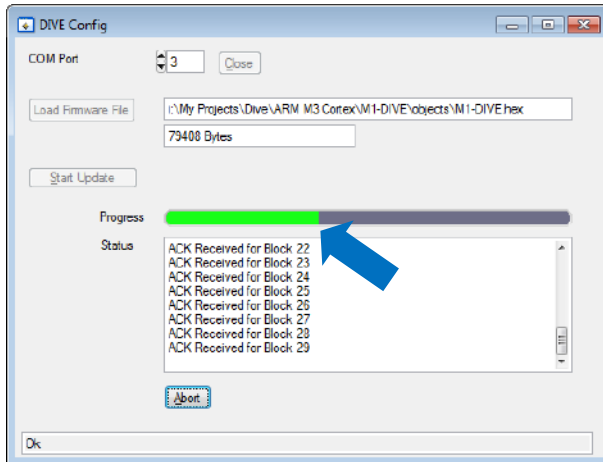 DIVE Config
COM Port
3
Close
Load Firmware File
i:\My Projects\Dive\ARM M3 Cortex\M1-DIVE\objects\M1-DIVE.hex
79408 Bytes
Start Update
Progress
Status
ACK Received for Block 22
ACK Received for Block 23
ACK Received for Block 24
ACK Received for Block 25
ACK Received for Block 26
ACK Received for Block 27
ACK Received for Block 28
ACK Received for Block 29
Abort
Ok